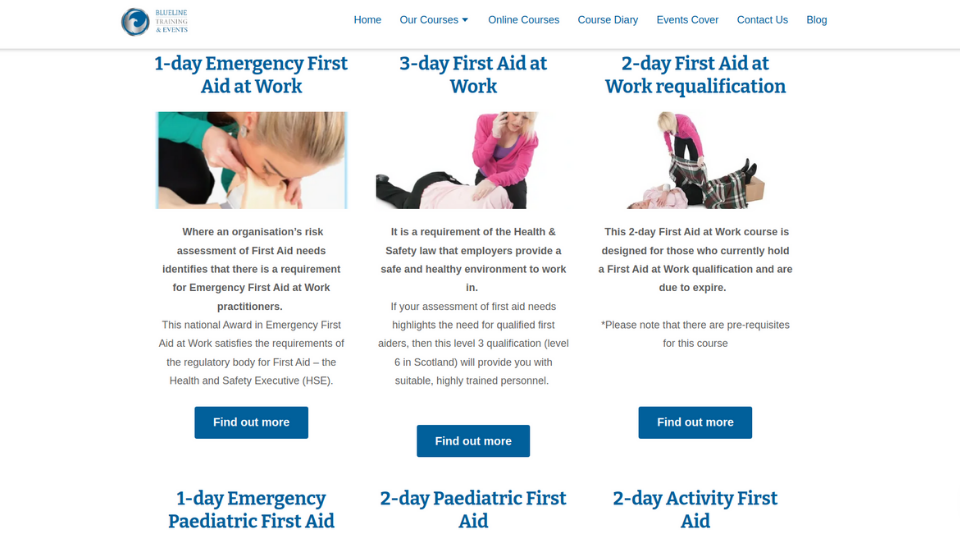 BLUELINE
TRAINING
& EVENTS
Home
Our Courses
Online Courses
Course Diary
Events Cover
Contact Us
Blog
1-day Emergency First
Aid at Work
Where an organisation's risk
assessment of First Aid needs
identifies that there is a requirement
for Emergency First Aid at Work
practitioners.
This national Award in Emergency First
Aid at Work satisfies the requirements of
the regulatory body for First Aid – the
Health and Safety Executive (HSE).
Find out more
3-day First Aid at
Work
It is a requirement of the Health &
Safety law that employers provide a
safe and healthy environment to work
in.
If your assessment of first aid needs
highlights the need for qualified first
aiders, then this level 3 qualification (level
6 in Scotland) will provide you with
suitable, highly trained personnel.
Find out more
2-day First Aid at
Work requalification
This 2-day First Aid at Work course is
designed for those who currently hold
a First Aid at Work qualification and are
due to expire.
*Please note that there are pre-requisites
for this course
Find out more
1-day Emergency
Paediatric First Aid
2-day Paediatric First
Aid
2-day Activity First
Aid